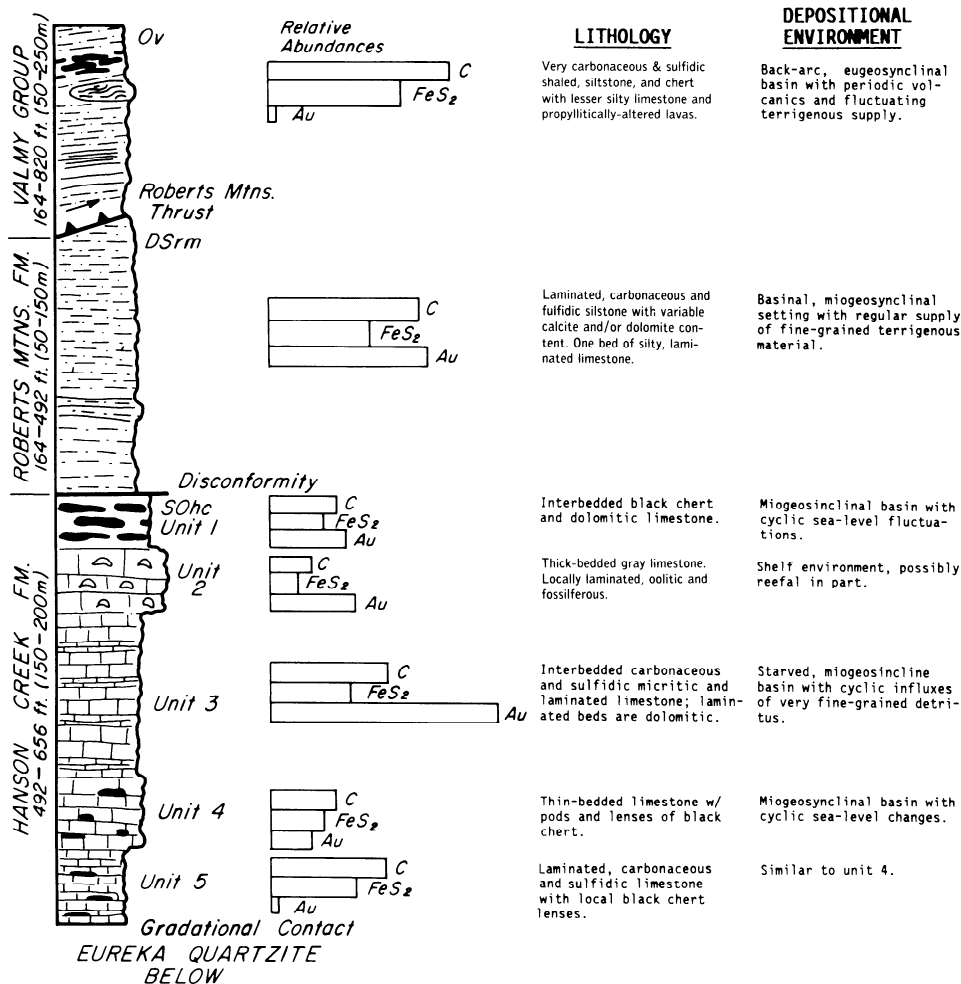 DEPOSITIONAL
ENVIRONMENT
LITHOLOGY
Relative
Abundances
VALMY GROUP
164-820 ft. (50-250m)
Ov
C
FeS2
Au
Very carbonaceous & sulfidic
shaled, siltstone, and chert
with lesser silty limestone and
propyllitically-altered lavas.
Back-arc, eugeosynclinal
basin with periodic vol-
canics and fluctuating
terrigenous supply.
Roberts Mtns.
Thrust
ROBERTS MTNS. FM.
164-492 ft. (50-150m)
DSrm
C
FeS2
Au
Laminated, carbonaceous and
fulfidic silstone with variable
calcite and/or dolomite con-
tent. One bed of silty, lami-
nated limestone.
Basinal, miogeosynclinal
setting with regular supply
of fine-grained terrigenous
material.
Disconformity
HANSON CREEK FM.
492-656 ft. (150-200m)
SOhc
Unit 1
C
FeS2
Au
Interbedded black chert
and dolomitic limestone.
Miogeosinclinal basin with
cyclic sea-level fluctua-
tions.
Unit
2
C
FeS2
Au
Thick-bedded gray limestone.
Locally laminated, oolitic and
fossilferous.
Shelf environment, possibly
reefal in part.
Unit 3
C
FeS2
Au
Interbedded carbonaceous
and sulfidic micritic and
laminated limestone; lamin-
ated beds are dolomitic.
Starved, miogeosincline
basin with cyclic influxes
of very fine-grained detri-
tus.
Unit 4
C
FeS2
Au
Thin-bedded limestone w/
pods and lenses of black
chert.
Miogeosynclinal basin with
cyclic sea-level changes.
Unit 5
C
FeS2
Au
Laminated, carbonaceous
and sulfidic limestone
with local black chert
lenses.
Similar to unit 4.
Gradational Contact
EUREKA QUARTZITE
BELOW